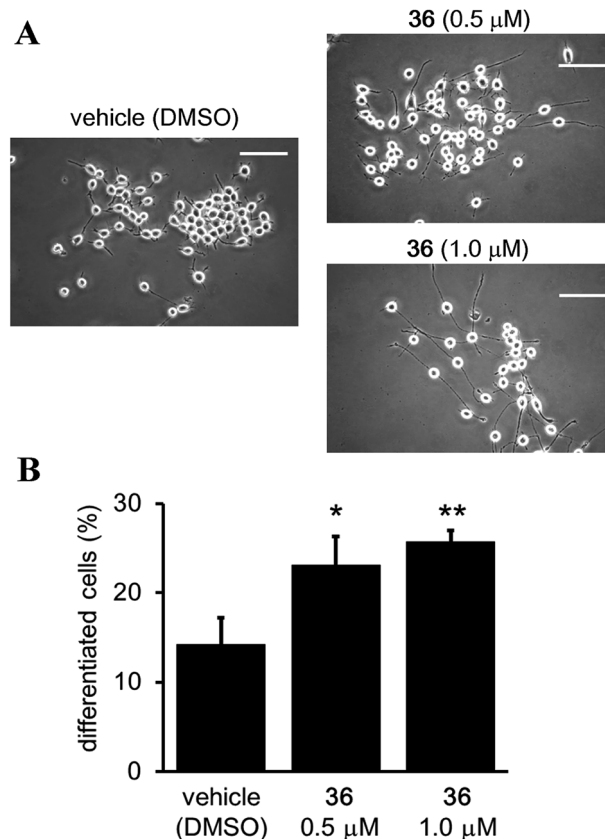 A
vehicle (DMSO)
36 (0.5 μM)
36 (1.0 μM)
B
differentiated cells (%)
30
20
10
0
*
**
vehicle
(DMSO)
36
0.5 μM
36
1.0 μM